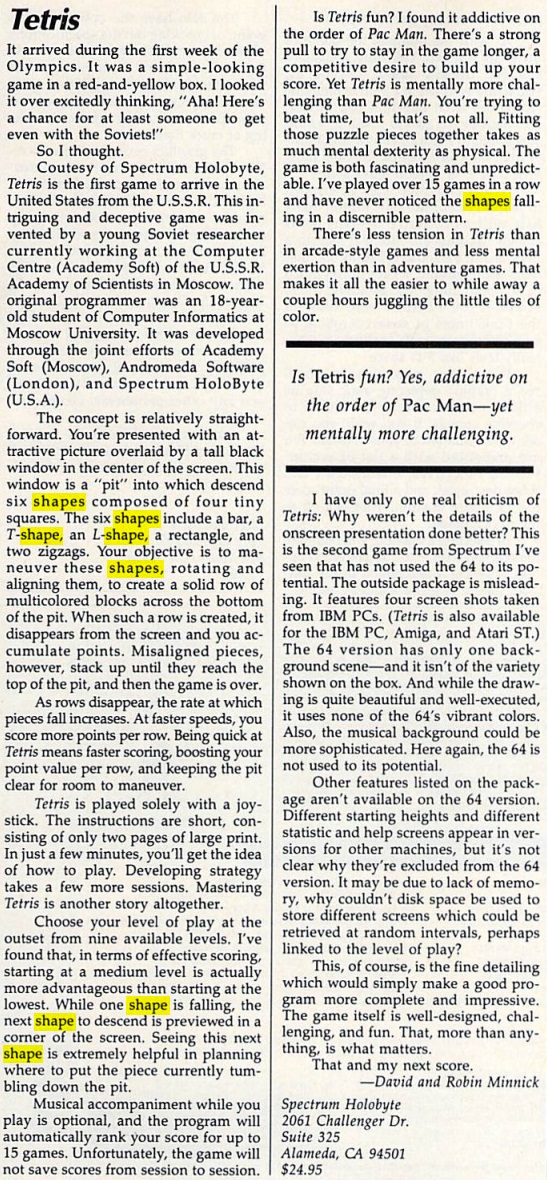 Tetris
It arrived during the first week of the
Olympics. It was a simple-looking
game in a red-and-yellow box. I looked
it over excitedly thinking, "Aha! Here's
a chance for at least someone to get
even with the Soviets!"
So I thought.
Coutesy of Spectrum Holobyte,
Tetris is the first game to arrive in the
United States from the U.S.S.R. This in-
triguing and deceptive game was in-
vented by a young Soviet researcher
currently working at the Computer
Centre (Academy Soft) of the U.S.S.R.
Academy of Scientists in Moscow. The
original programmer was an 18-year-
old student of Computer Informatics at
Moscow University. It was developed
through the joint efforts of Academy
Soft (Moscow), Andromeda Software
(London), and Spectrum HoloByte
(U.S.A.).
The concept is relatively straight-
forward. You're presented with an at-
tractive picture overlaid by a tall black
window in the center of the screen. This
window is a "pit" into which descend
six shapes composed of four tiny
squares. The six shapes include a bar, a
T-shape, an L-shape, a rectangle, and
two zigzags. Your objective is to ma-
neuver these shapes, rotating and
aligning them, to create a solid row of
multicolored blocks across the bottom
of the pit. When such a row is created, it
disappears from the screen and you ac-
cumulate points. Misaligned pieces,
however, stack up until they reach the
top of the pit, and then the game is over.
As rows disappear, the rate at which
pieces fall increases. At faster speeds, you
score more points per row. Being quick at
Tetris means faster scoring, boosting your
point value per row, and keeping the pit
clear for room to maneuver.
Tetris is played solely with a joy-
stick. The instructions are short, con-
sisting of only two pages of large print.
In just a few minutes, you'll get the idea
of how to play. Developing strategy
takes a few more sessions. Mastering
Tetris is another story altogether.
Choose your level of play at the
outset from nine available levels. I've
found that, in terms of effective scoring,
starting at a medium level is actually
more advantageous than starting at the
lowest. While one shape is falling, the
next shape to descend is previewed in a
corner of the screen. Seeing this next
shape is extremely helpful in planning
where to put the piece currently tum-
bling down the pit.
Musical accompaniment while you
play is optional, and the program will
automatically rank your score for up to
15 games. Unfortunately, the game will
not save scores from session to session.
Is Tetris fun? I found it addictive on
the order of Pac Man. There's a strong
pull to try to stay in the game longer, a
competitive desire to build up your
score. Yet Tetris is mentally more chal-
lenging than Pac Man. You're trying to
beat time, but that's not all. Fitting
those puzzle pieces together takes as
much mental dexterity as physical. The
game is both fascinating and unpredict-
able. I've played over 15 games in a row
and have never noticed the shapes fall-
ing in a discernible pattern.
There's less tension in Tetris than
in arcade-style games and less mental
exertion than in adventure games. That
makes it all the easier to while away a
couple hours juggling the little tiles of
color.
Is Tetris fun? Yes, addictive on
the order of Pac Man—yet
mentally more challenging.
I have only one real criticism of
Tetris: Why weren't the details of the
onscreen presentation done better? This
is the second game from Spectrum I've
seen that has not used the 64 to its po-
tential. The outside package is mislead-
ing. It features four screen shots taken
from IBM PCs. (Tetris is also available
for the IBM PC, Amiga, and Atari ST.)
The 64 version has only one back-
ground scene—and it isn't of the variety
shown on the box. And while the draw-
ing is quite beautiful and well-executed,
it uses none of the 64's vibrant colors.
Also, the musical background could be
more sophisticated. Here again, the 64 is
not used to its potential.
Other features listed on the pack-
age aren't available on the 64 version.
Different starting heights and different
statistic and help screens appear in ver-
sions for other machines, but it's not
clear why they're excluded from the 64
version. It may be due to lack of memo-
ry, why couldn't disk space be used to
store different screens which could be
retrieved at random intervals, perhaps
linked to the level of play?
This, of course, is the fine detailing
which would simply make a good pro-
gram more complete and impressive.
The game itself is well-designed, chal-
lenging, and fun. That, more than any-
thing, is what matters.
That and my next score.
—David and Robin Minnick
Spectrum Holobyte
2061 Challenger Dr.
Suite 325
Alameda, CA 94501
$24.95